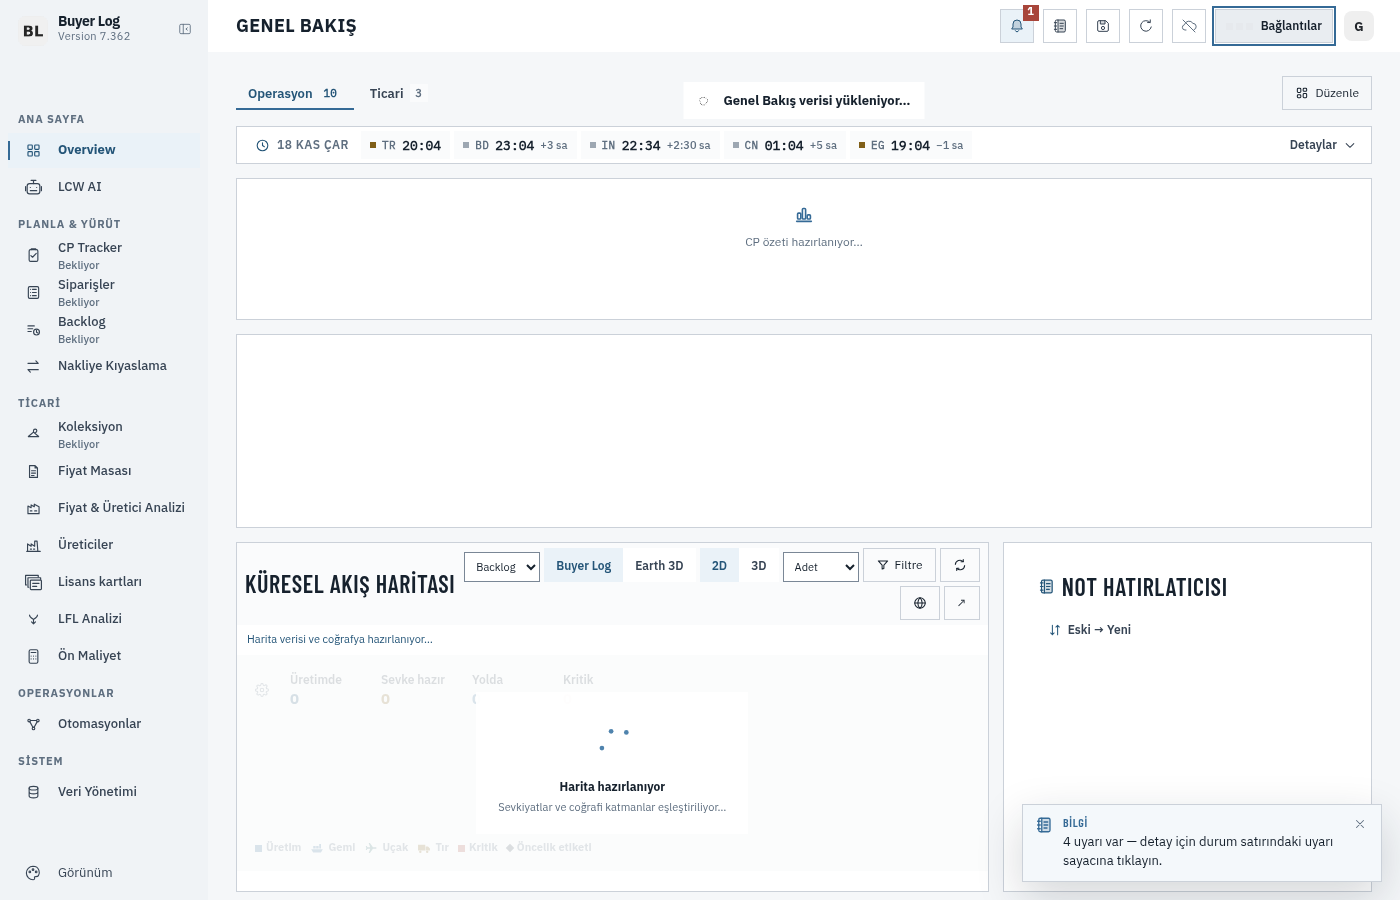 BL
Buyer Log
Version 7.362
ANA SAYFA
Overview
LCW AI
PLANLA & YÜRÜT
CP Tracker
Bekliyor
Siparişler
Bekliyor
Backlog
Bekliyor
Nakliye Kıyaslama
TİCARİ
Koleksiyon
Bekliyor
Fiyat Masası
Fiyat & Üretici Analizi
Üreticiler
Lisans kartları
LFL Analizi
Ön Maliyet
OPERASYONLAR
Otomasyonlar
SİSTEM
Veri Yönetimi
Görünüm
GENEL BAKIŞ
1
Bağlantılar
G
Operasyon 10
Ticari 3
Genel Bakış verisi yükleniyor...
Düzenle
18 KAS ÇAR
TR 20:04
BD 23:04 +3 sa
IN 22:34 +2:30 sa
CN 01:04 +5 sa
EG 19:04 −1 sa
Detaylar
CP özeti hazırlanıyor...
KÜRESEL AKIŞ HARİTASI
Backlog
Buyer Log
Earth 3D
2D
3D
Adet
Filtre
Harita verisi ve coğrafya hazırlanıyor...
Üretimde
0
Sevke hazır
0
Yolda
Kritik
Harita hazırlanıyor
Sevkiyatlar ve coğrafi katmanlar eşleştiriliyor...
Üretim
Gemi
Uçak
Tır
Kritik
Öncelik etiketi
NOT HATIRLATICISI
Eski → Yeni
BİLGİ
4 uyarı var — detay için durum satırındaki uyarı
sayacına tıklayın.